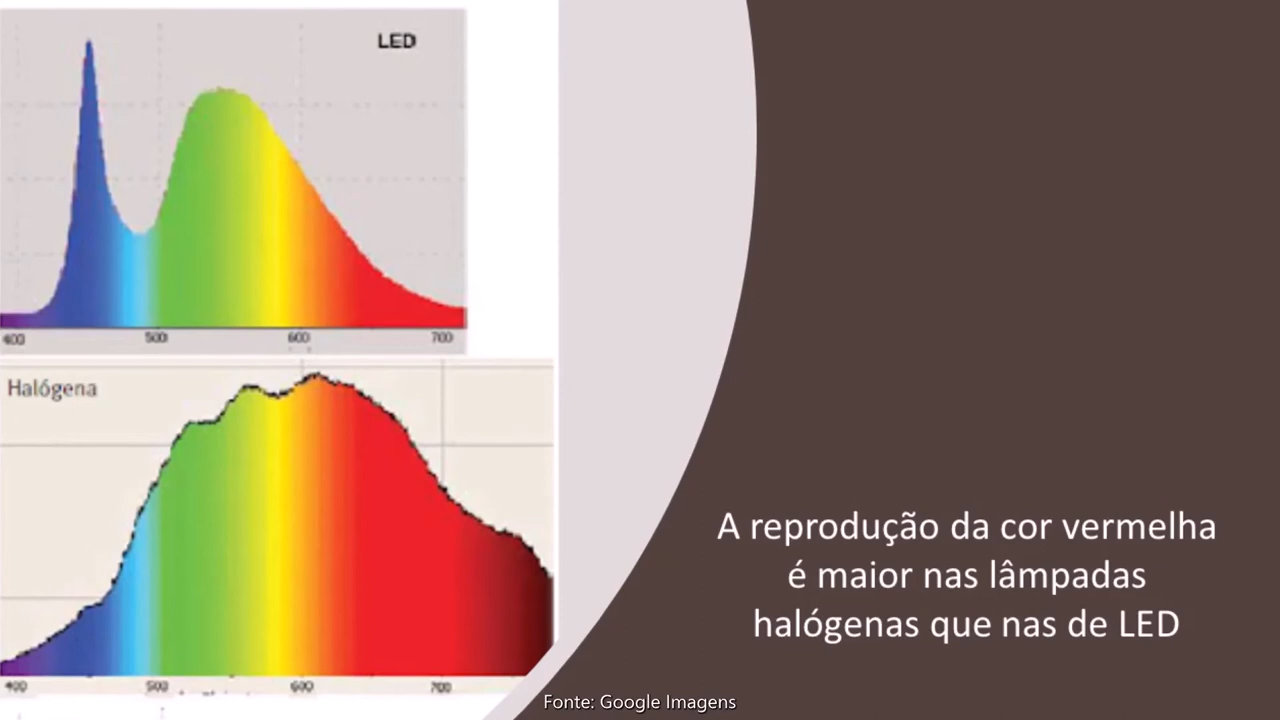 LED
400 500 600 700
Halógena
400 500 600 700
A reprodução da cor vermelha
é maior nas lâmpadas
halógenas que nas de LED
Fonte: Google Imagens